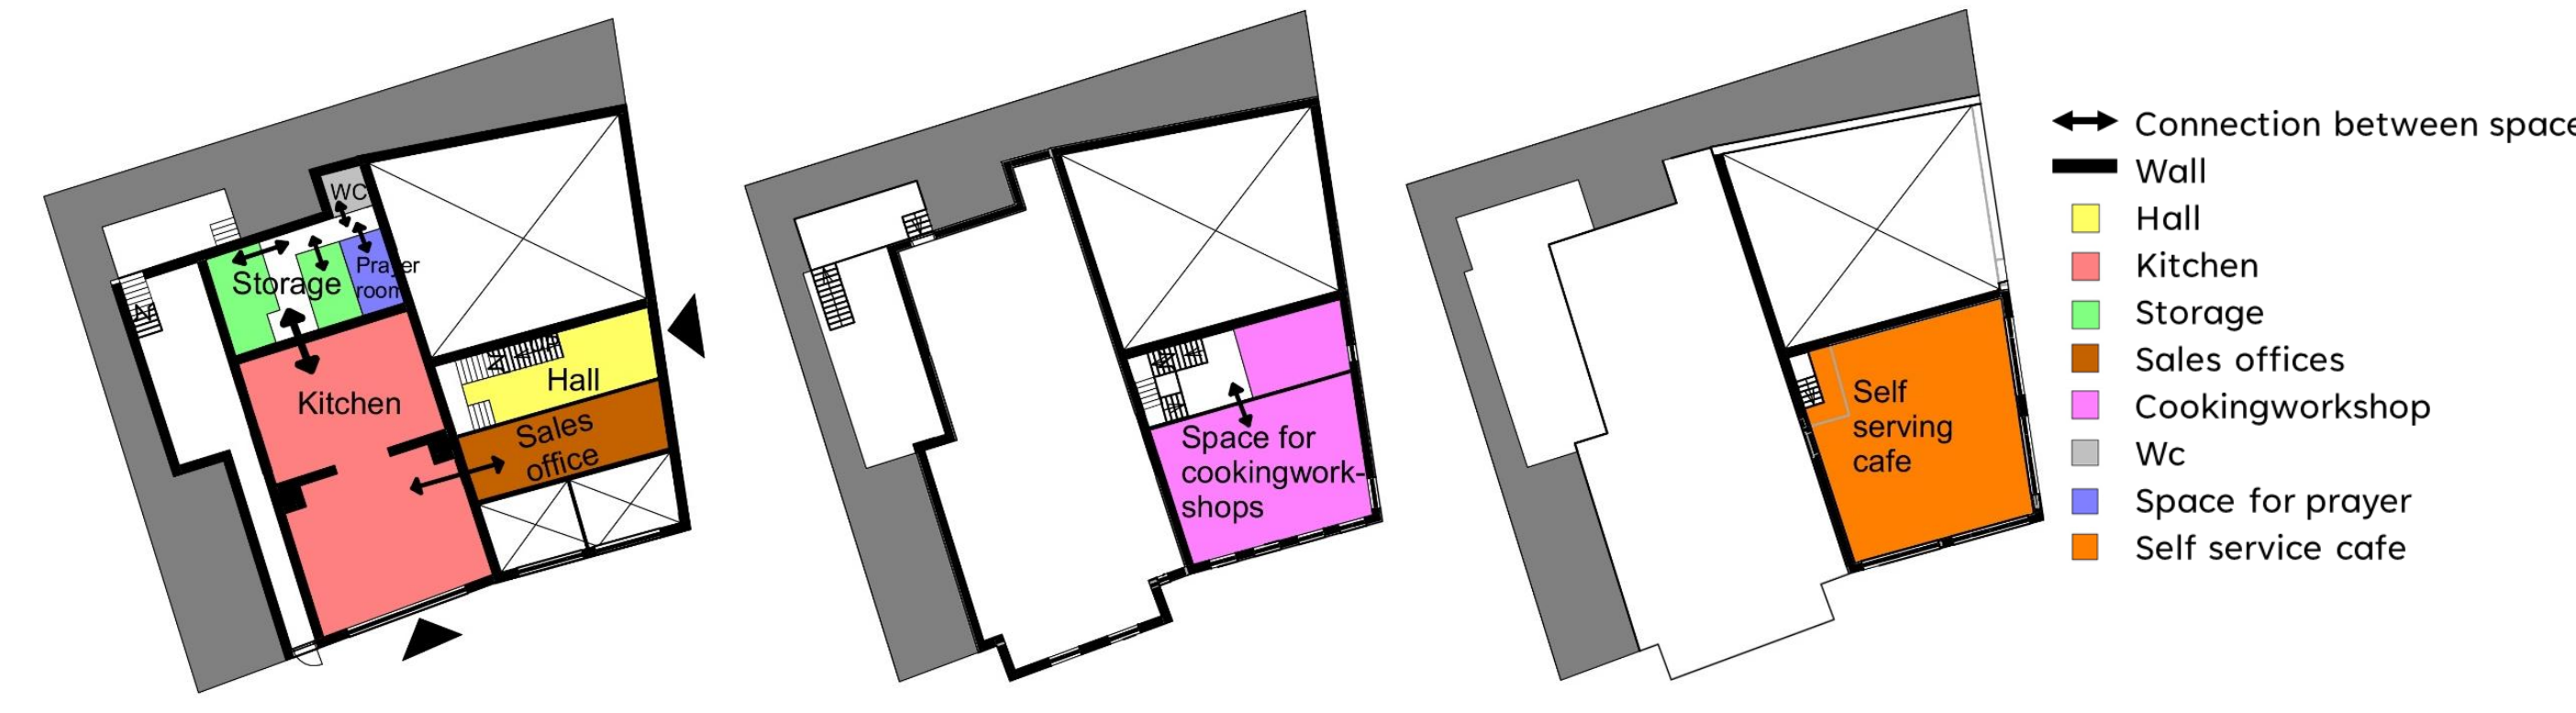 WC
Storage
Prayer
room
Kitchen
Hall
Sales
office
Space for
cookingwork-
shops
Self
serving
cafe
Connection between space
Wall
Hall
Kitchen
Storage
Sales offices
Cookingworkshop
Wc
Space for prayer
Self service cafe